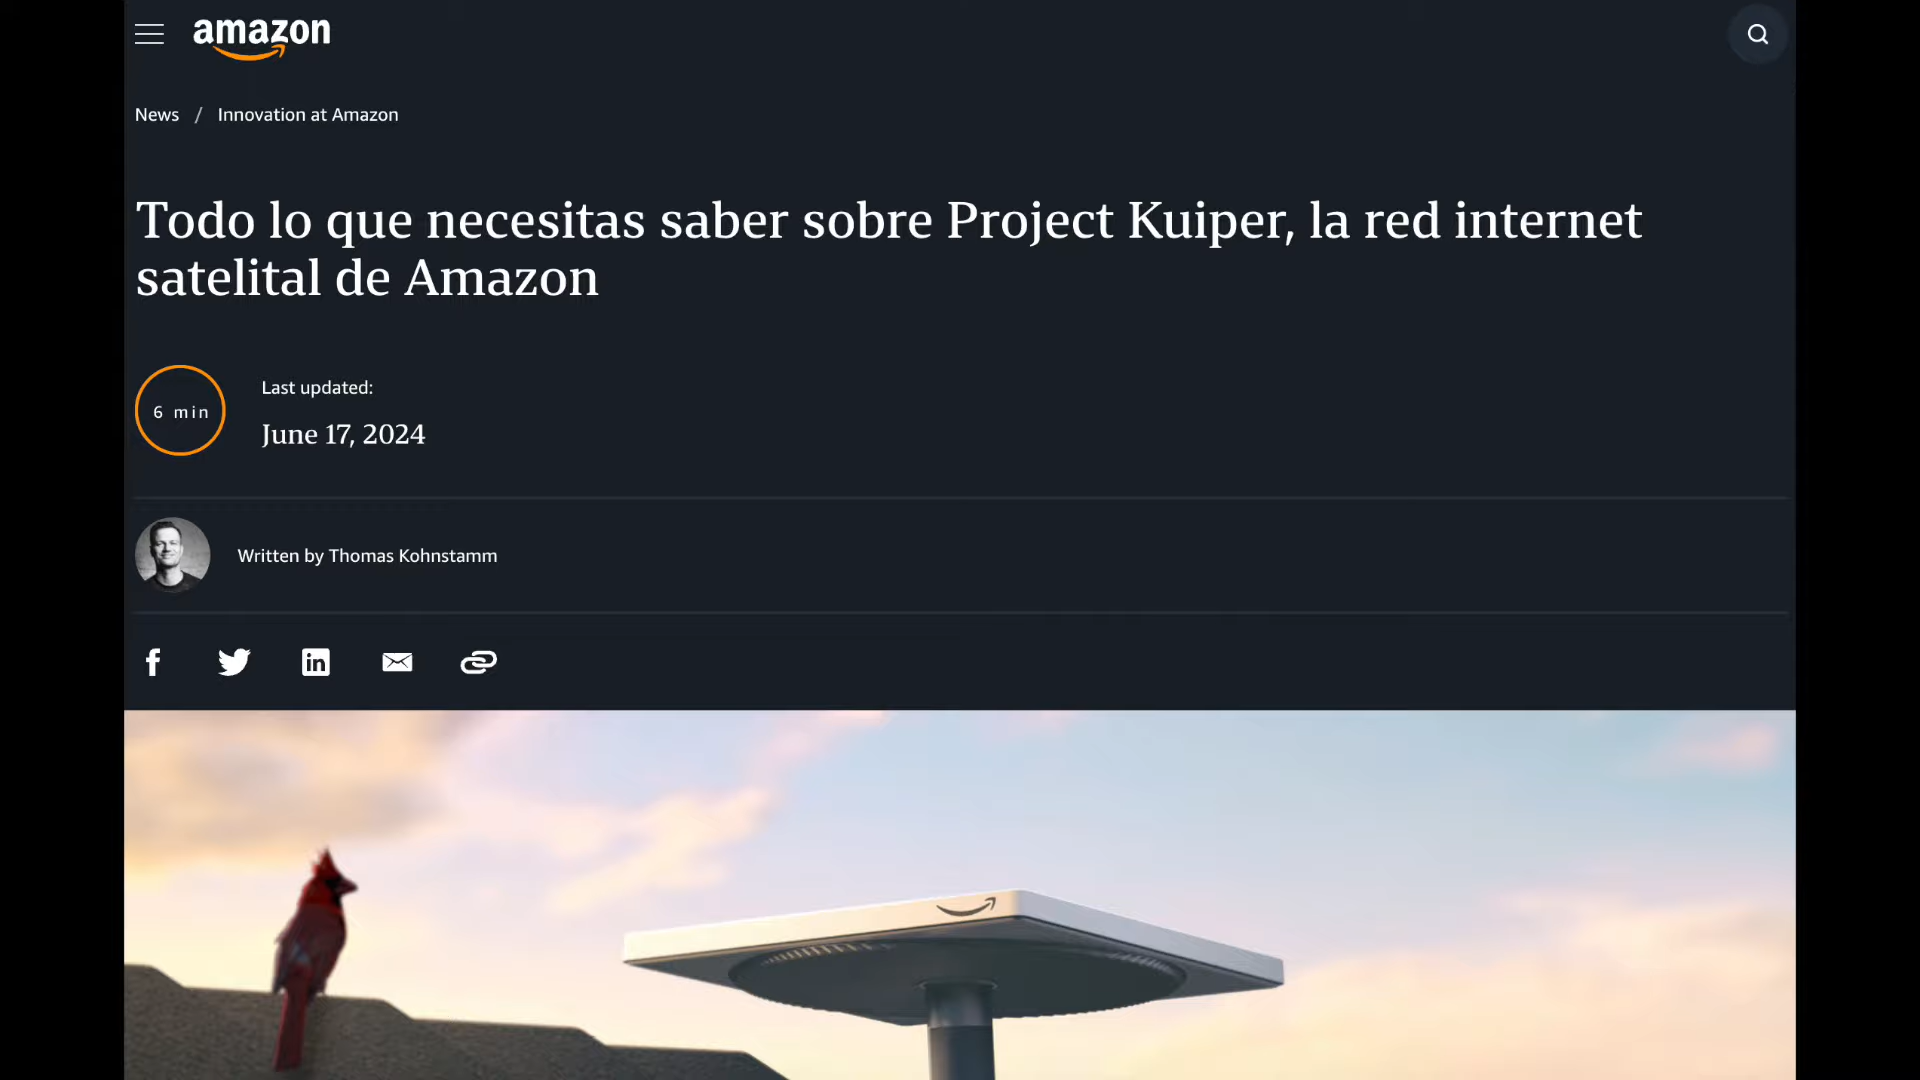 amazon
News / Innovation at Amazon
Todo lo que necesitas saber sobre Project Kuiper, la red internet
satelital de Amazon
6 min
Last updated:
June 17, 2024
Written by Thomas Kohnstamm